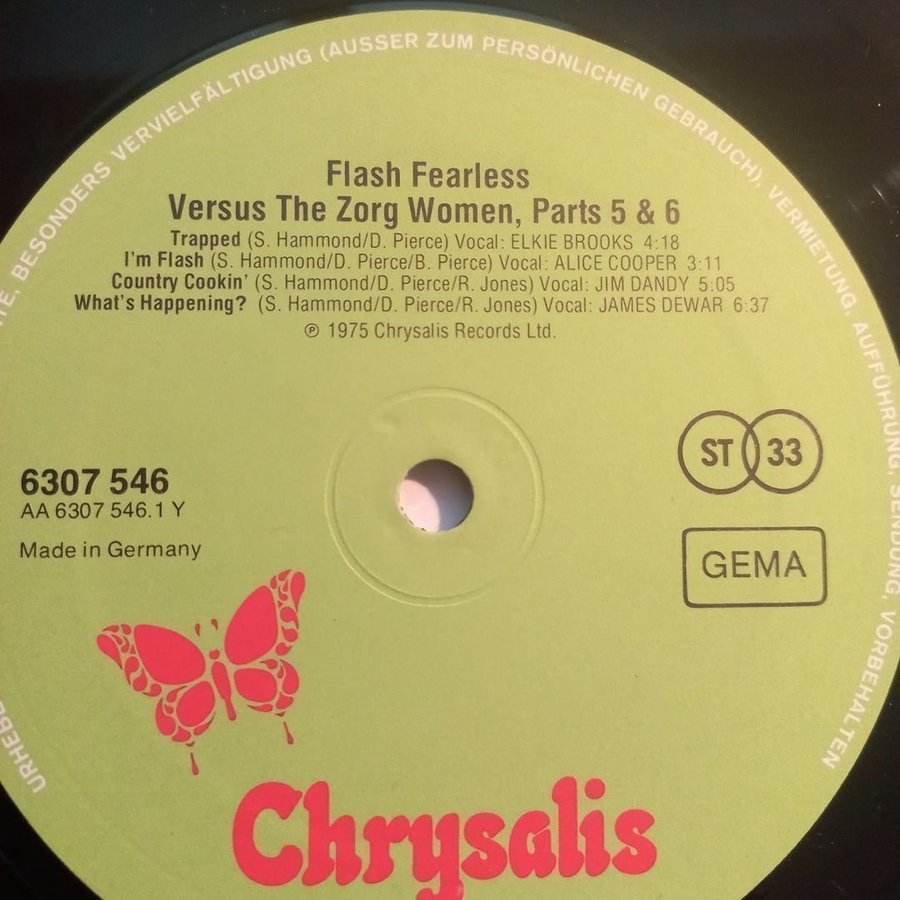 URHEBE
TE, BESONDERS VERVIELFÄLTIGUNG (AUSSER ZUM PERSÖNLICHEN GEBRAUCH), VERMIETUNG, AUFFÜHRUNG, SENDUNG, VORBEHALTEN
Flash Fearless
Versus The Zorg Women, Parts 5 & 6
Trapped (S. Hammond/D. Pierce) Vocal: ELKIE BROOKS 4:18
I'm Flash (S. Hammond/D. Pierce/B. Pierce) Vocal: ALICE COOPER 3:11
Country Cookin' (S. Hammond/D. Pierce/R. Jones) Vocal: JIM DANDY 5:05
What's Happening? (S. Hammond/D. Pierce/R. Jones) Vocal: JAMES DEWAR 6:37
℗ 1975 Chrysalis Records Ltd.
6307 546
AA 6307 546.1 Y
Made in Germany
ST 33
GEMA
Chrysalis